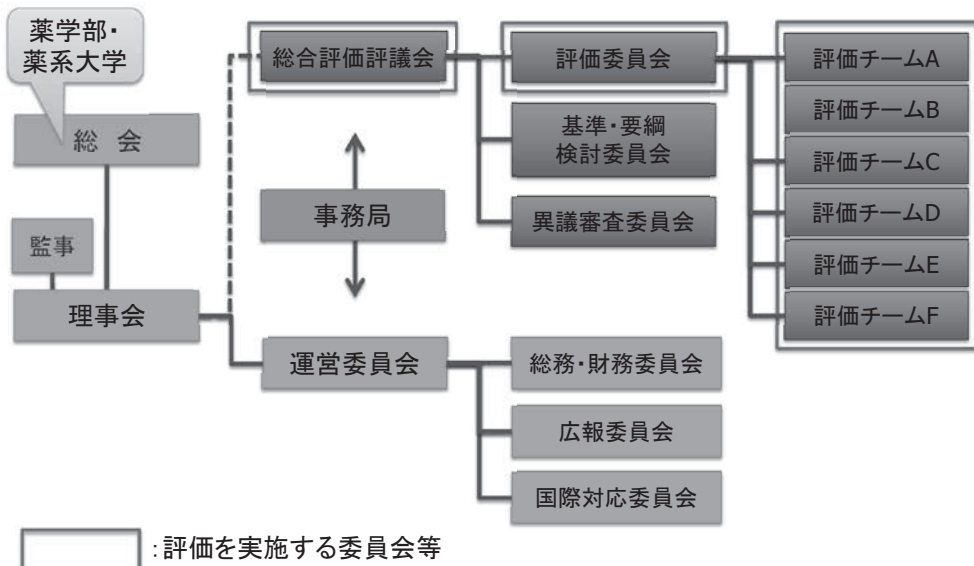 薬学部・
薬系大学
総　会
監事
理事会
総合評価評議会
事務局
運営委員会
評価委員会
基準・要綱
検討委員会
異議審査委員会
総務・財務委員会
広報委員会
国際対応委員会
評価チームA
評価チームB
評価チームC
評価チームD
評価チームE
評価チームF
：評価を実施する委員会等